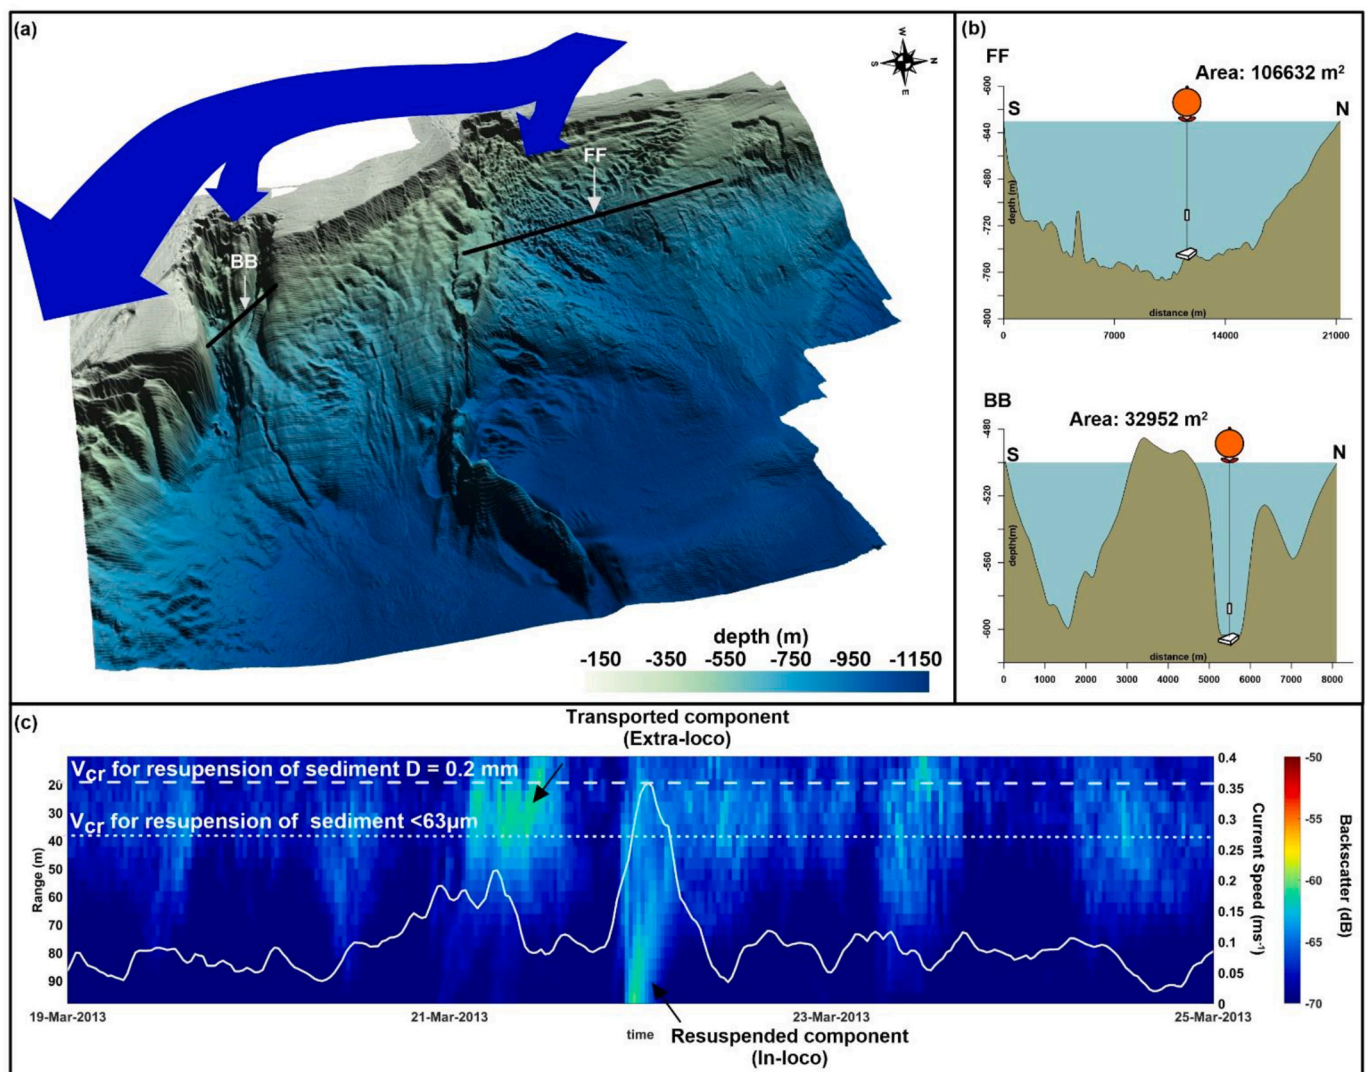 (a)
W
N
S
E
FF
BB
depth (m)
-150 -350 -550 -750 -950 -1150
(b)
FF
Area: 106632 m²
-600
S N
-640
-680
depth (m)
-720
-760
-800
distance (m)
0 7000 14000 21000
BB
Area: 32952 m²
-480
S N
-520
depth(m)
-560
-600
distance (m)
0 1000 2000 3000 4000 5000 6000 7000 8000
(c)
Transported component
(Extra-loco)
Vcr for resupension of sediment D = 0.2 mm
Vcr for resupension of sediment <63µm
Range (m)
20
30
40
50
60
70
80
90
0.4
0.35
0.3
0.25
0.2
0.15
0.1
0.05
0
Current Speed (ms-1)
Backscatter (dB)
-50
-55
-60
-65
-70
19-Mar-2013 21-Mar-2013 23-Mar-2013 25-Mar-2013
time
Resuspended component
(In-loco)